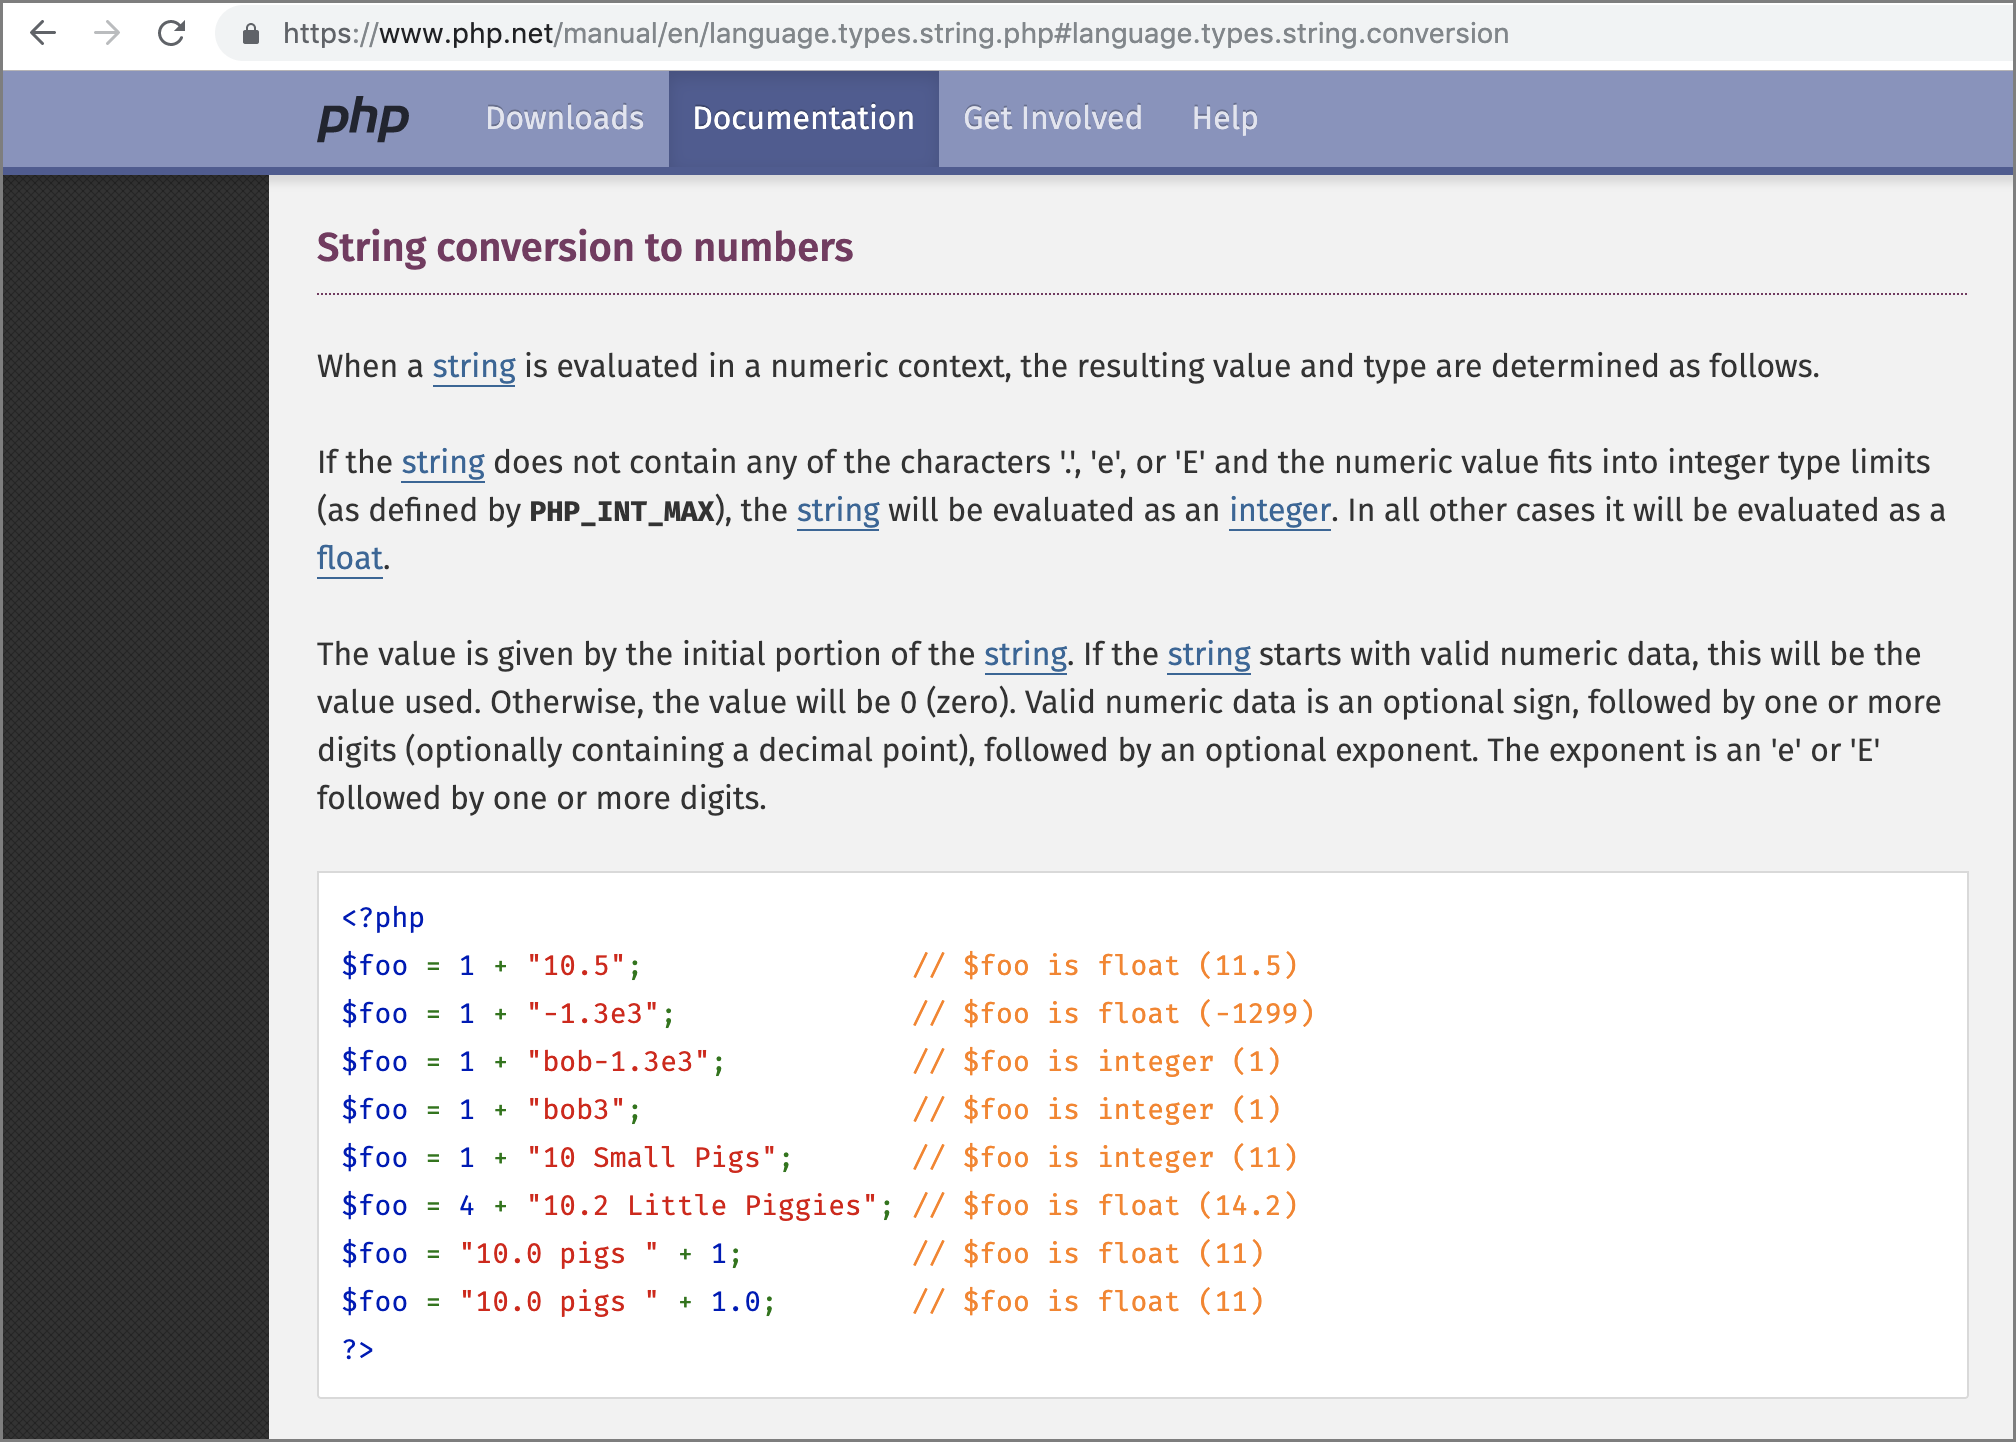 https://www.php.net/manual/en/language.types.string.php#language.types.string.conversion
php Downloads Documentation Get Involved Help
String conversion to numbers
When a string is evaluated in a numeric context, the resulting value and type are determined as follows.
If the string does not contain any of the characters '.', 'e', or 'E' and the numeric value fits into integer type limits
(as defined by PHP_INT_MAX), the string will be evaluated as an integer. In all other cases it will be evaluated as a
float.
The value is given by the initial portion of the string. If the string starts with valid numeric data, this will be the
value used. Otherwise, the value will be 0 (zero). Valid numeric data is an optional sign, followed by one or more
digits (optionally containing a decimal point), followed by an optional exponent. The exponent is an 'e' or 'E'
followed by one or more digits.
<?php
$foo = 1 + "10.5";                // $foo is float (11.5)
$foo = 1 + "-1.3e3";              // $foo is float (-1299)
$foo = 1 + "bob-1.3e3";           // $foo is integer (1)
$foo = 1 + "bob3";                // $foo is integer (1)
$foo = 1 + "10 Small Pigs";       // $foo is integer (11)
$foo = 4 + "10.2 Little Piggies"; // $foo is float (14.2)
$foo = "10.0 pigs " + 1;          // $foo is float (11)
$foo = "10.0 pigs " + 1.0;        // $foo is float (11)
?>